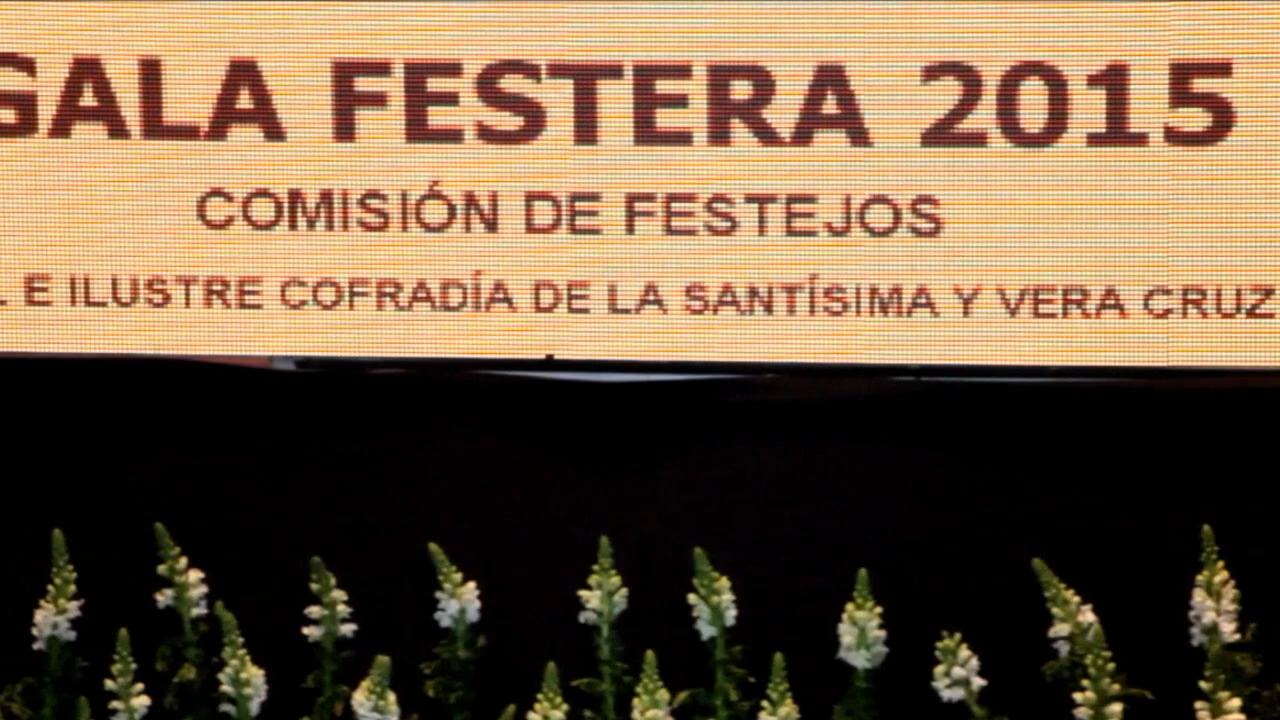 GALA FESTERA 2015
COMISIÓN DE FESTEJOS
E ILUSTRE COFRADÍA DE LA SANTÍSIMA Y VERA CRUZ